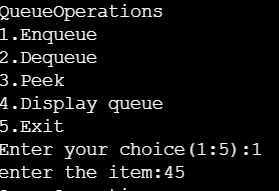 QueueOperations
1.Enqueue
2.Dequeue
3.Peek
4.Display queue
5.Exit
Enter your choice(1:5):1
enter the item:45